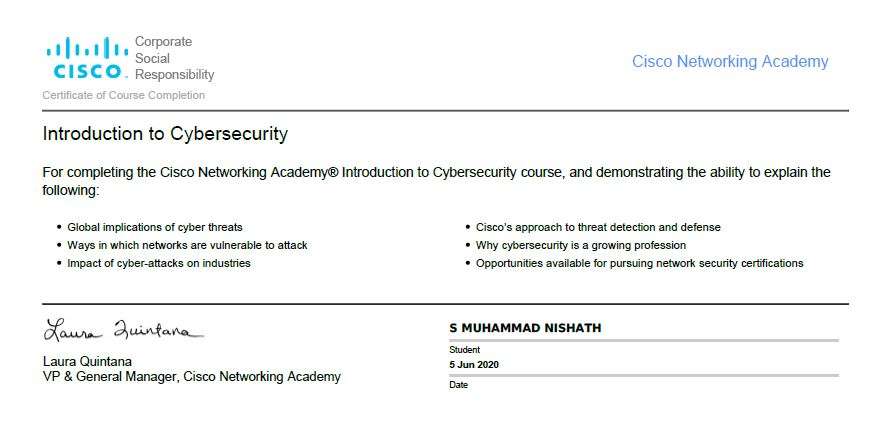 Corporate
Social
CISCO. Responsibility
Cisco Networking Academy
Certificate of Course Completion
Introduction to Cybersecurity
For completing the Cisco Networking Academy® Introduction to Cybersecurity course, and demonstrating the ability to explain the
following:
• Global implications of cyber threats
• Ways in which networks are vulnerable to attack
• Impact of cyber-attacks on industries
• Cisco's approach to threat detection and defense
• Why cybersecurity is a growing profession
• Opportunities available for pursuing network security certifications
Laura Quintana
Laura Quintana
VP & General Manager, Cisco Networking Academy
S MUHAMMAD NISHATH
Student
5 Jun 2020
Date